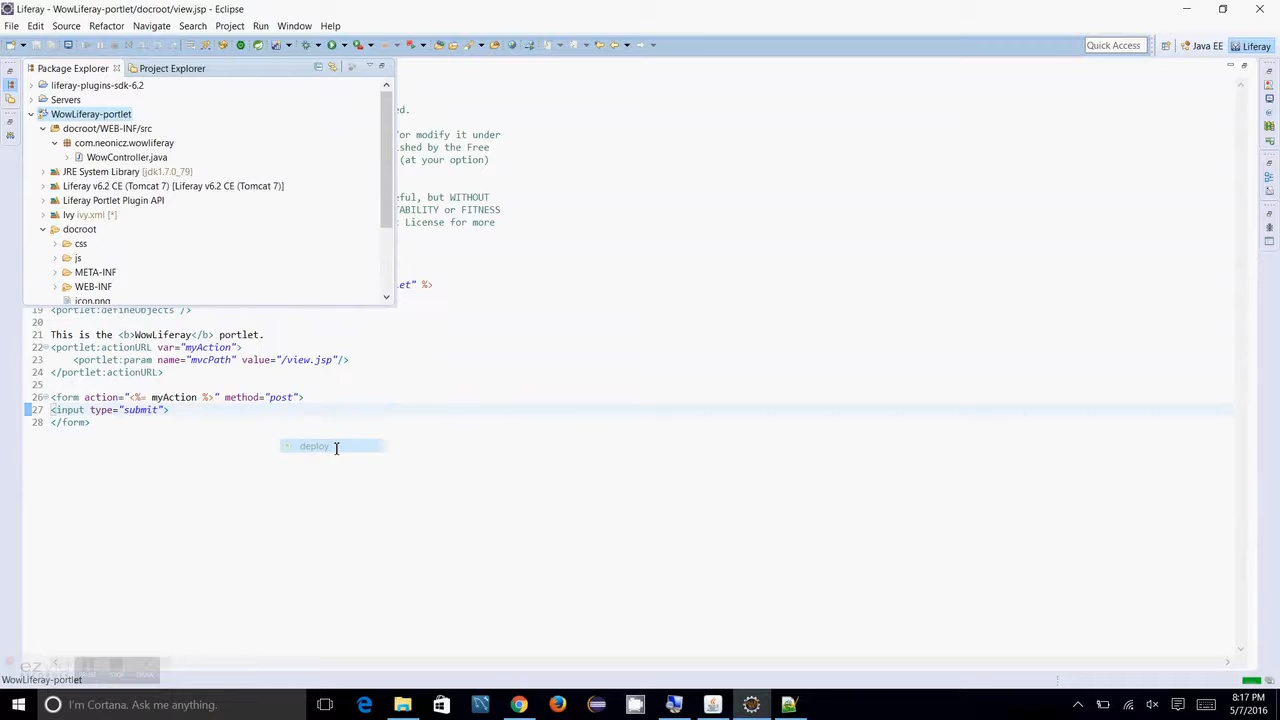 Liferay - WowLiferay-portlet/docroot/view.jsp - Eclipse
File Edit Source Refactor Navigate Search Project Run Window Help
Quick Access Java EE Liferay
Package Explorer Project Explorer
liferay-plugins-sdk-6.2
Servers
WowLiferay-portlet
docroot/WEB-INF/src
com.neonicz.wowliferay
WowController.java
JRE System Library [jdk1.7.0_79]
Liferay v6.2 CE (Tomcat 7) [Liferay v6.2 CE (Tomcat 7)]
Liferay Portlet Plugin API
Ivy ivy.xml [*]
docroot
css
js
META-INF
WEB-INF
icon.png
ed.
/or modify it under
ished by the Free
(at your option)
eful, but WITHOUT
TABILITY or FITNESS
License for more
et" %>
19 <portlet:defineObjects />
20
21 This is the <b>WowLiferay</b> portlet.
22 <portlet:actionURL var="myAction">
23 <portlet:param name="mvcPath" value="/view.jsp"/>
24 </portlet:actionURL>
25
26 <form action="<%= myAction %>" method="post">
27 <input type="submit">
28 </form>
deploy
WowLiferay-portlet
I'm Cortana. Ask me anything.
8:17 PM
5/7/2016